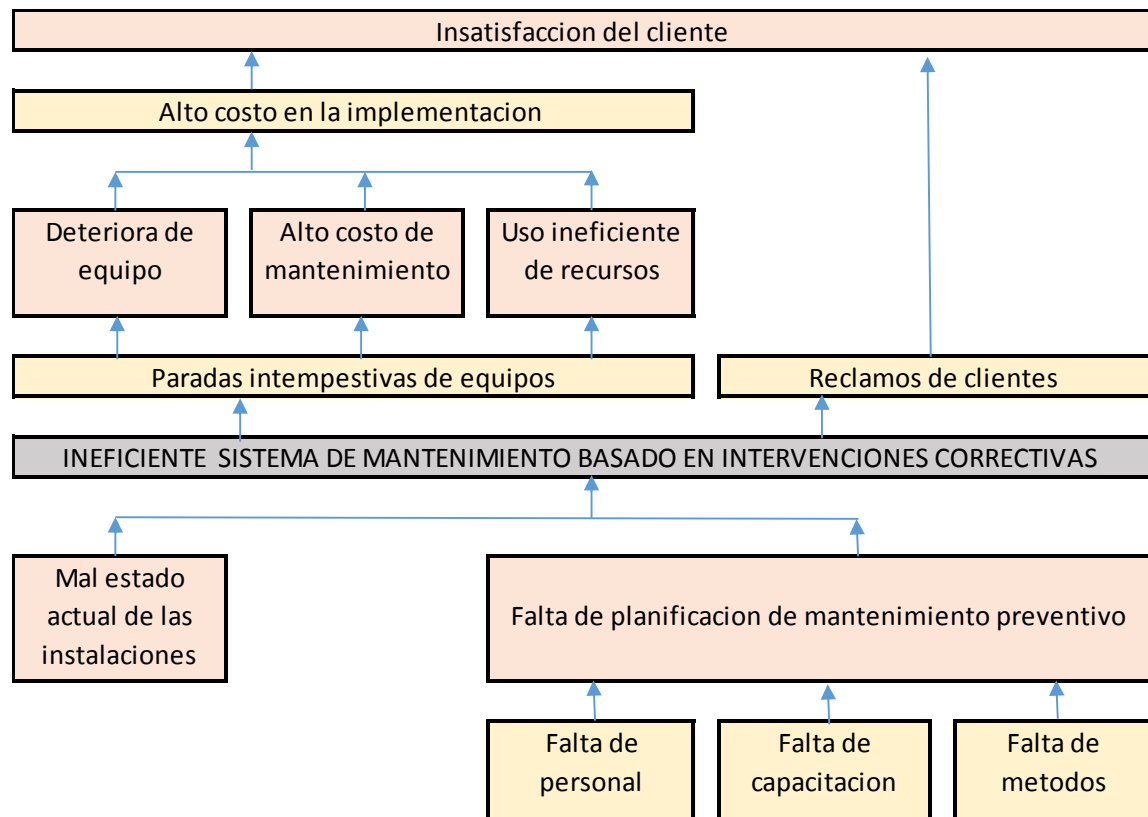 Insatisfaccion del cliente
Alto costo en la implementacion
Deteriora de
equipo
Alto costo de
mantenimiento
Uso ineficiente
de recursos
Paradas intempestivas de equipos
Reclamos de clientes
INEFICIENTE SISTEMA DE MANTENIMIENTO BASADO EN INTERVENCIONES CORRECTIVAS
Mal estado
actual de las
instalaciones
Falta de planificacion de mantenimiento preventivo
Falta de
personal
Falta de
capacitacion
Falta de
metodos